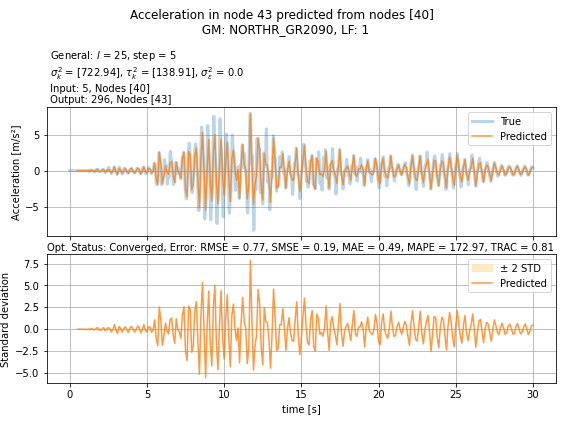 Acceleration in node 43 predicted from nodes [40]
GM: NORTHR_GR2090, LF: 1
General: l = 25, step = 5
σ²ₖ = [722.94], τ²ₖ = [138.91], σ²ᵣ = 0.0
Input: 5, Nodes [40]
Output: 296, Nodes [43]
Acceleration [m/s²]
5
0
−5
True
Predicted
Opt. Status: Converged, Error: RMSE = 0.77, SMSE = 0.19, MAE = 0.49, MAPE = 172.97, TRAC = 0.81
Standard deviation
7.5
5.0
2.5
0.0
−2.5
−5.0
± 2 STD
Predicted
0 5 10 15 20 25 30
time [s]